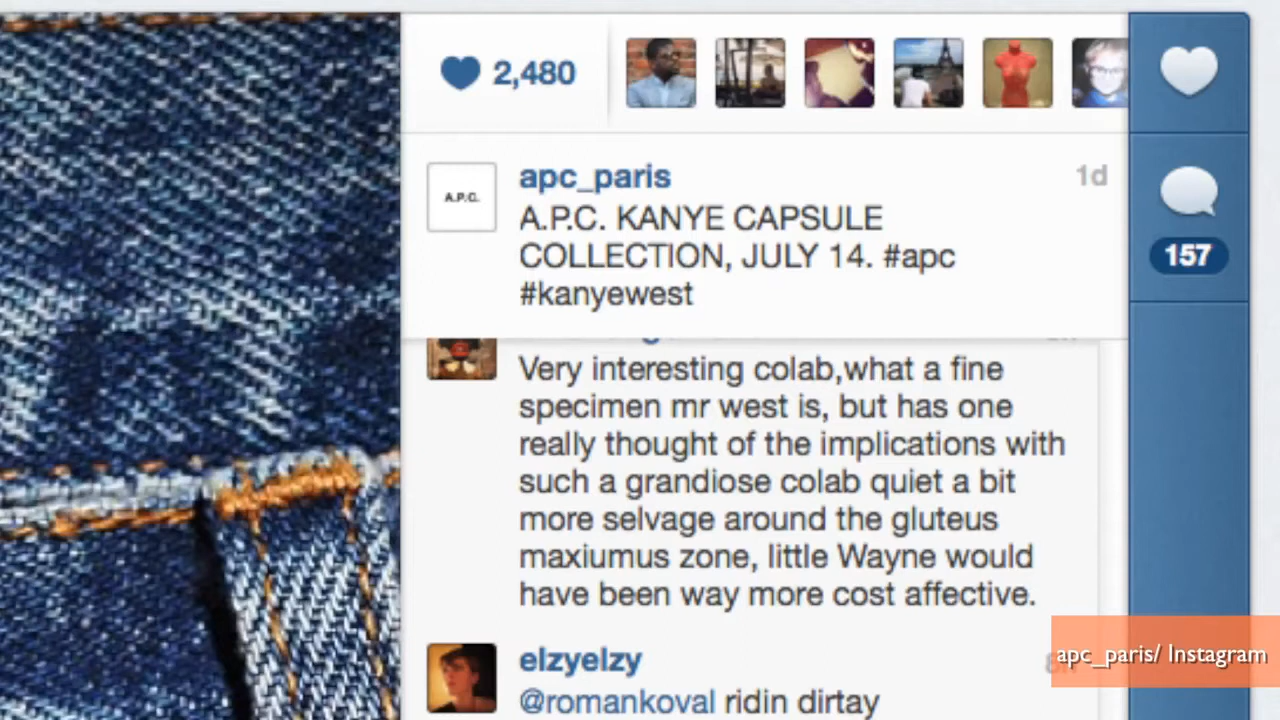 2,480
A.P.C.
apc_paris
1d
A.P.C. KANYE CAPSULE
COLLECTION, JULY 14. #apc
#kanyewest
157
Very interesting colab,what a fine
specimen mr west is, but has one
really thought of the implications with
such a grandiose colab quiet a bit
more selvage around the gluteus
maxiumus zone, little Wayne would
have been way more cost affective.
elzyelzy
@romankoval ridin dirtay
apc_paris/ Instagram